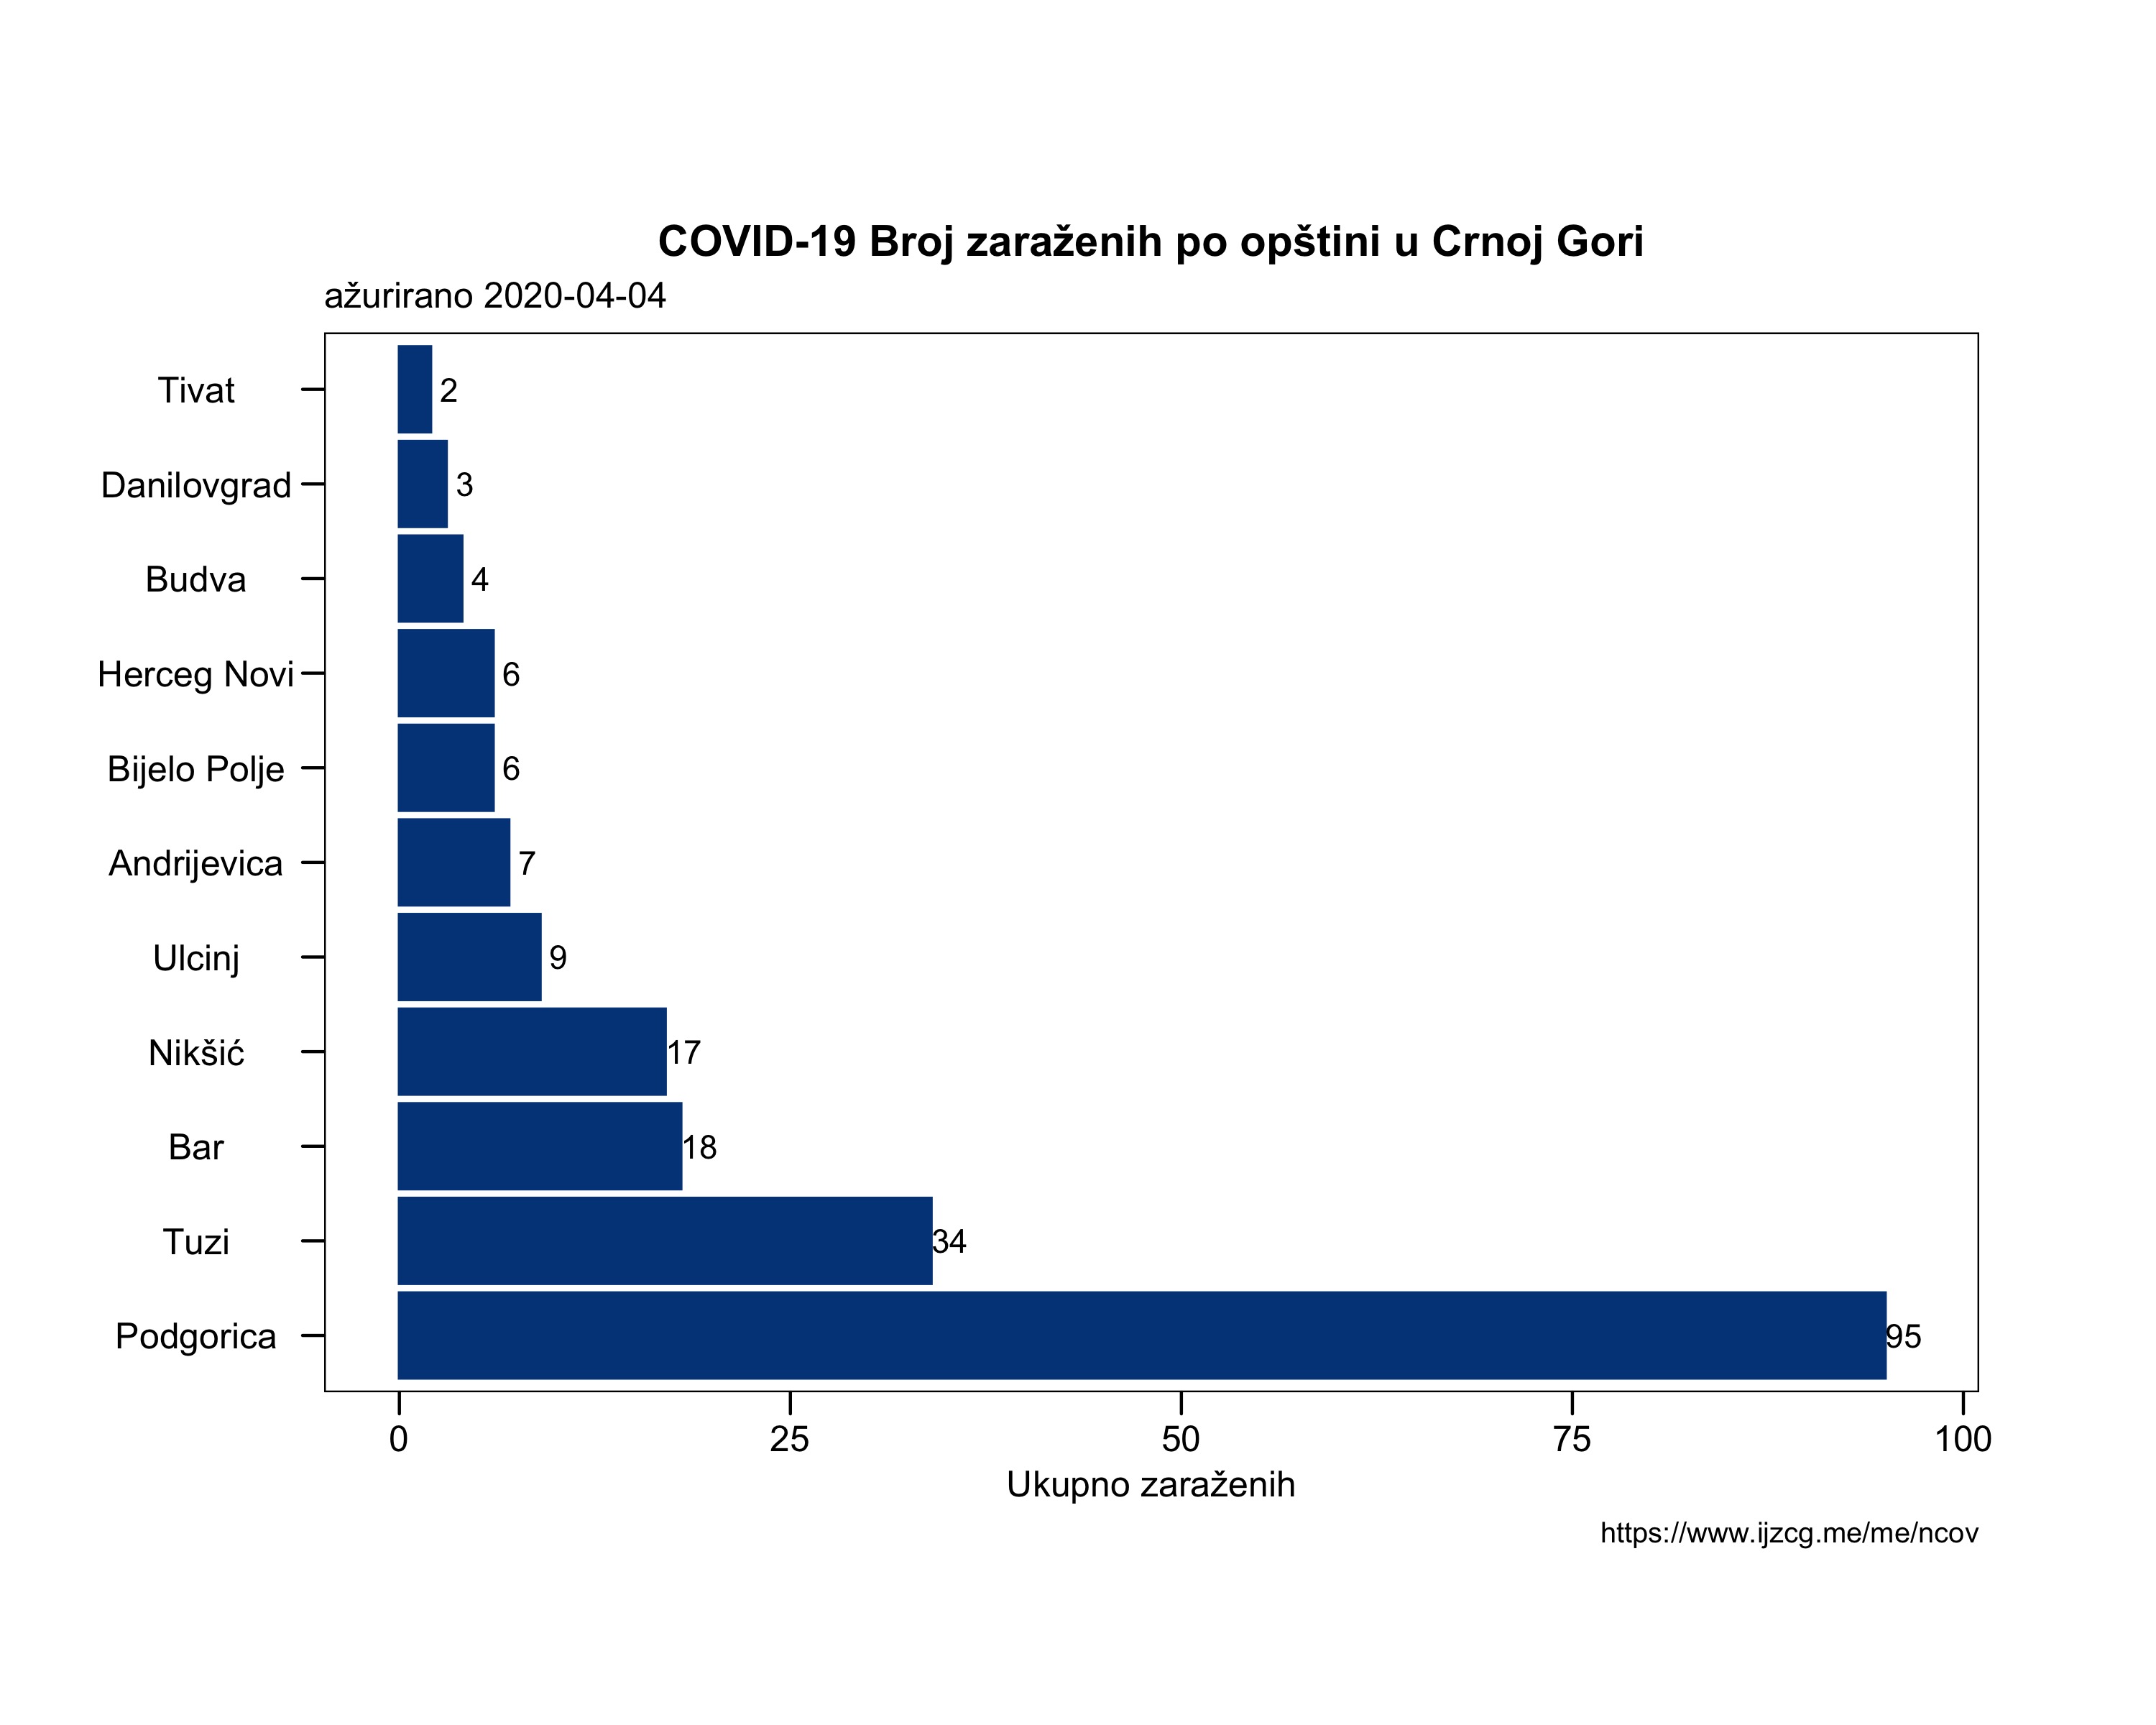 COVID-19 Broj zaraženih po opštini u Crnoj Gori
ažurirano 2020-04-04
Tivat 2
Danilovgrad 3
Budva 4
Herceg Novi 6
Bijelo Polje 6
Andrijevica 7
Ulcinj 9
Nikšić 17
Bar 18
Tuzi 34
Podgorica 95
0 25 50 75 100
Ukupno zaraženih
https://www.ijzcg.me/me/ncov